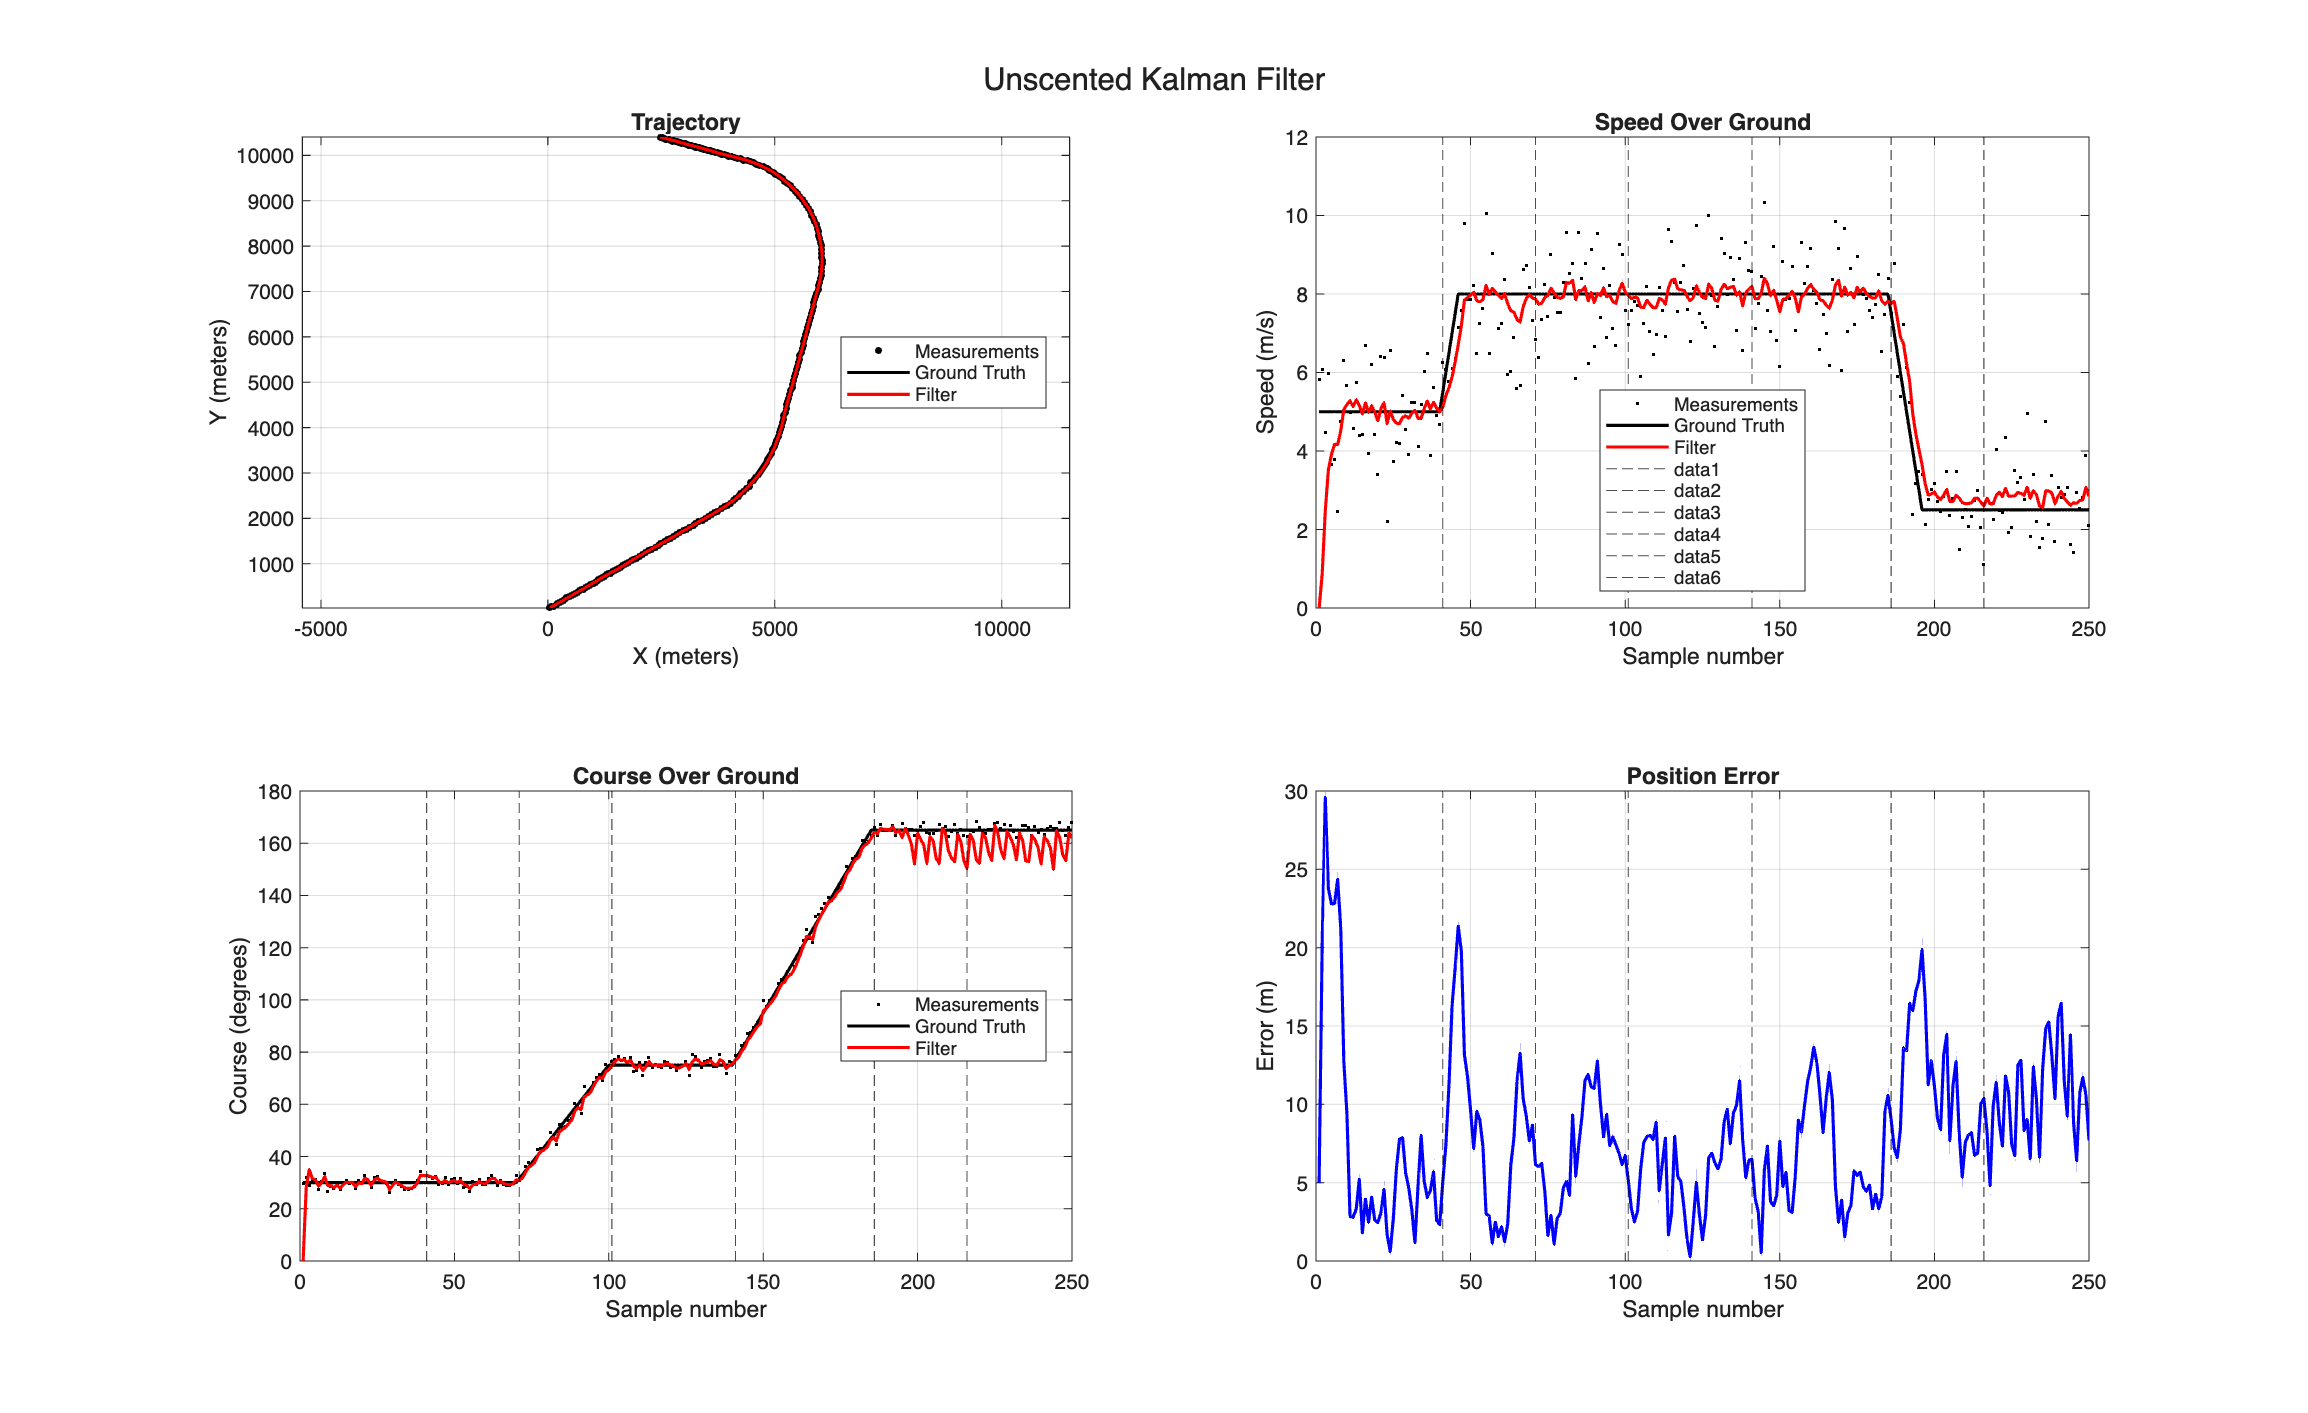 Unscented Kalman Filter
Trajectory
10000
9000
8000
7000
6000
5000
4000
3000
2000
1000
-5000 0 5000 10000
X (meters)
Y (meters)
Measurements
Ground Truth
Filter
Speed Over Ground
12
10
8
6
4
2
0
0 50 100 150 200 250
Sample number
Speed (m/s)
Measurements
Ground Truth
Filter
data1
data2
data3
data4
data5
data6
Course Over Ground
180
160
140
120
100
80
60
40
20
0
0 50 100 150 200 250
Sample number
Course (degrees)
Measurements
Ground Truth
Filter
Position Error
30
25
20
15
10
5
0
0 50 100 150 200 250
Sample number
Error (m)